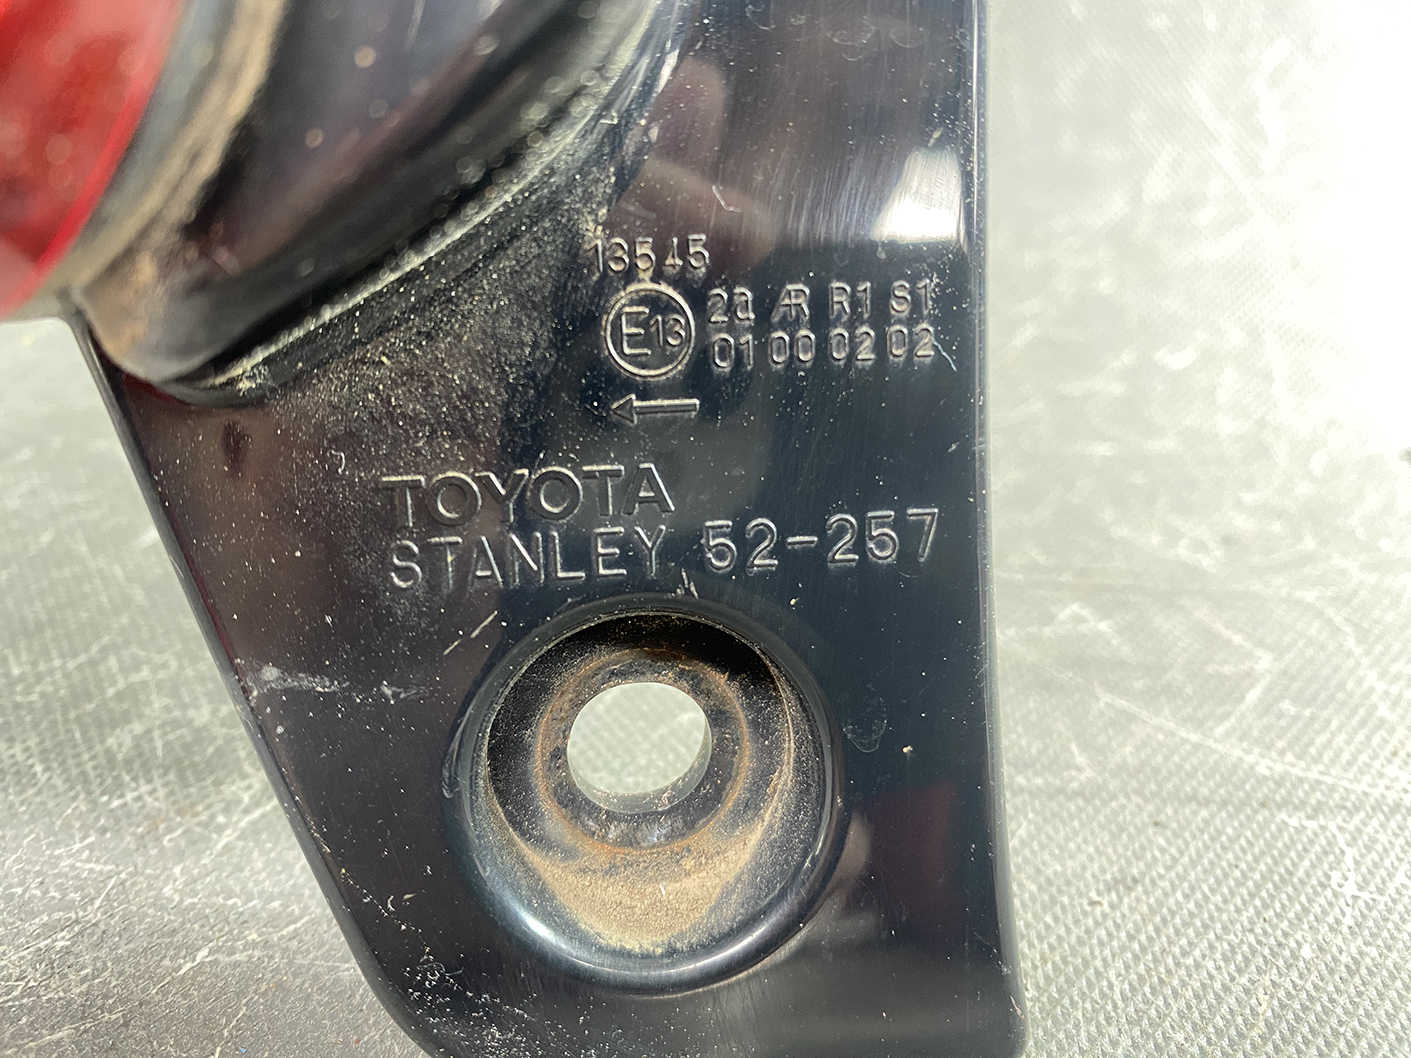 13545
E13 2a AR R1 S1
01 00 02 02
←
TOYOTA
STANLEY 52-257